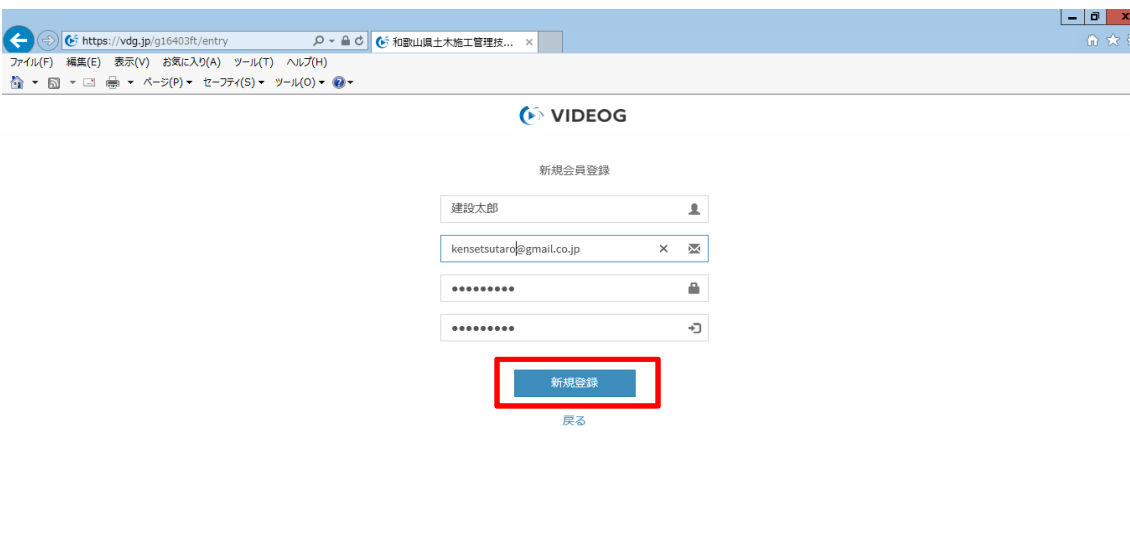 https://vdg.jp/g16403ft/entry
和歌山県土木施工管理技... ×
ファイル(F) 編集(E) 表示(V) お気に入り(A) ツール(T) ヘルプ(H)
ページ(P) セーフティ(S) ツール(O)
VIDEOG
新規会員登録
建設太郎
kensetsutaro@gmail.co.jp
•••••••••
•••••••••
新規登録
戻る